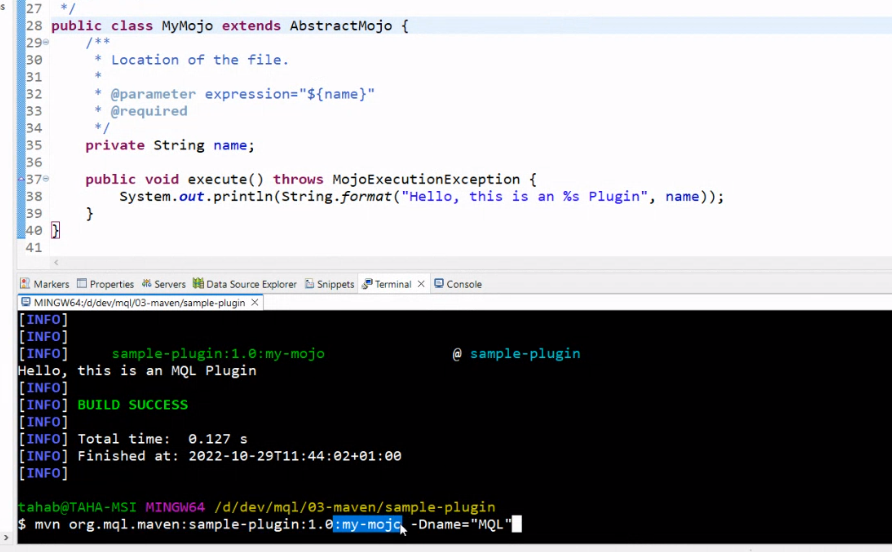 27 */
28 public class MyMojo extends AbstractMojo {
29 /**
30 * Location of the file.
31 *
32 * @parameter expression="${name}"
33 * @required
34 */
35 private String name;
36
37 public void execute() throws MojoExecutionException {
38 System.out.println(String.format("Hello, this is an %s Plugin", name));
39 }
40 }
41
Markers Properties Servers Data Source Explorer Snippets Terminal Console
MINGW64:/d/dev/mql/03-maven/sample-plugin
[INFO]
[INFO]
[INFO] sample-plugin:1.0:my-mojo @ sample-plugin
Hello, this is an MQL Plugin
[INFO]
[INFO] BUILD SUCCESS
[INFO]
[INFO] Total time: 0.127 s
[INFO] Finished at: 2022-10-29T11:44:02+01:00
[INFO]
tahab@TAHA-MSI MINGW64 /d/dev/mql/03-maven/sample-plugin
$ mvn org.mql.maven:sample-plugin:1.0:my-mojo -Dname="MQL"